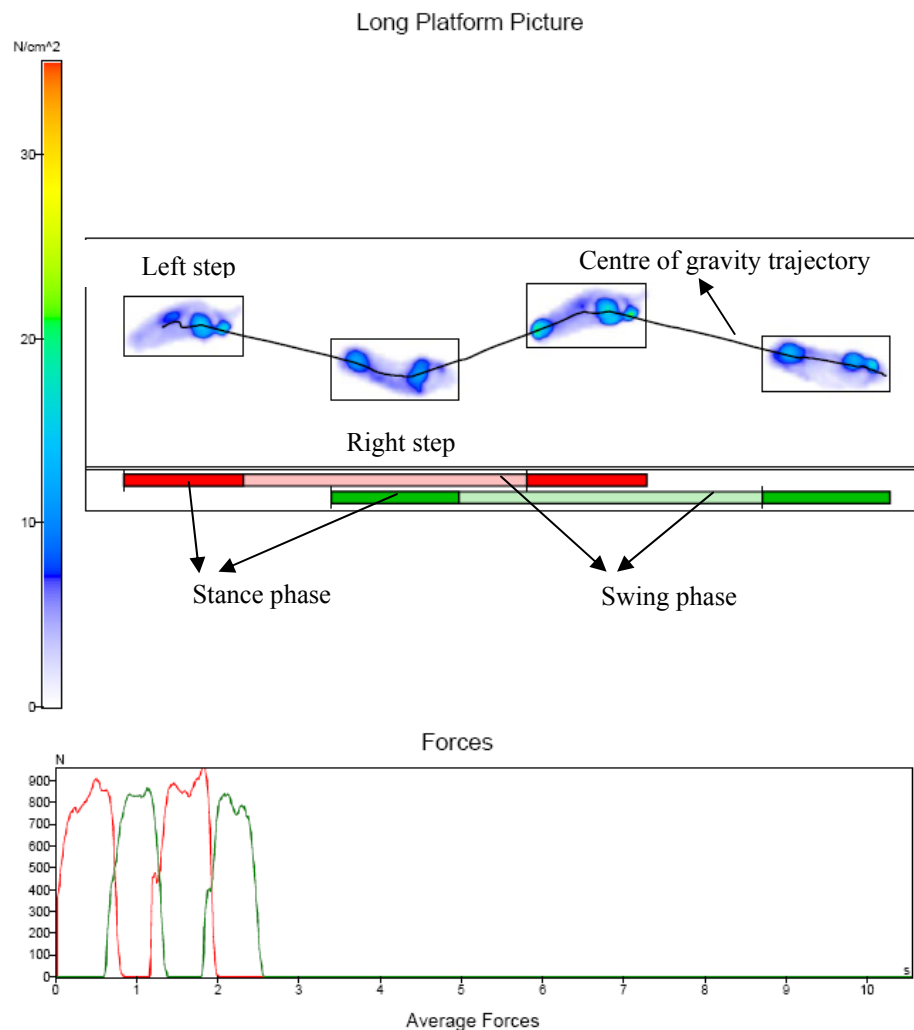 Long Platform Picture
N/cm^2
30
20
10
0
Left step
Centre of gravity trajectory
Right step
Stance phase
Swing phase
Forces
N
900
800
700
600
500
400
300
200
100
0
0 1 2 3 4 5 6 7 8 9 10
s
Average Forces